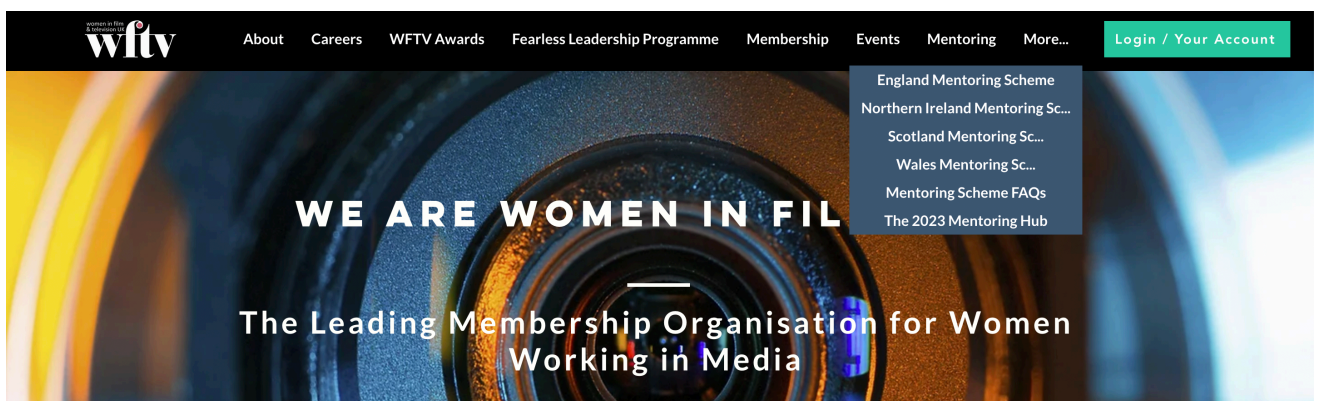 women in film
& television UK
wftv
About Careers WFTV Awards Fearless Leadership Programme Membership Events Mentoring More... Login / Your Account
England Mentoring Scheme
Northern Ireland Mentoring Sc...
Scotland Mentoring Sc...
Wales Mentoring Sc...
Mentoring Scheme FAQs
The 2023 Mentoring Hub
WE ARE WOMEN IN FIL
The Leading Membership Organisation for Women
Working in Media